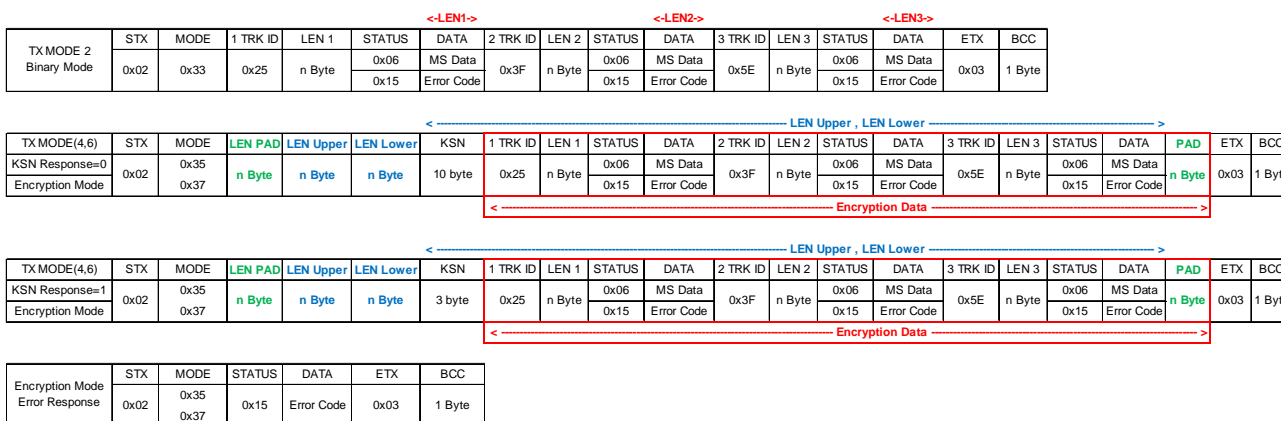 <-LEN1-> <-LEN2-> <-LEN3->
TX MODE 2 Binary Mode STX MODE 1 TRK ID LEN 1 STATUS DATA 2 TRK ID LEN 2 STATUS DATA 3 TRK ID LEN 3 STATUS DATA ETX BCC
0x02 0x33 0x25 n Byte 0x06 MS Data 0x3F n Byte 0x06 MS Data 0x5E n Byte 0x06 MS Data 0x03 1 Byte
0x15 Error Code 0x15 Error Code 0x15 Error Code
< LEN Upper , LEN Lower >
TX MODE(4,6) STX MODE LEN PAD LEN Upper LEN Lower KSN 1 TRK ID LEN 1 STATUS DATA 2 TRK ID LEN 2 STATUS DATA 3 TRK ID LEN 3 STATUS DATA PAD ETX BCC
KSN Response=0 0x02 0x35 n Byte n Byte n Byte 10 byte 0x25 n Byte 0x06 MS Data 0x3F n Byte 0x06 MS Data 0x5E n Byte 0x06 MS Data n Byte 0x03 1 Byt
Encryption Mode 0x37 0x15 Error Code 0x15 Error Code 0x15 Error Code
< Encryption Data >
< LEN Upper , LEN Lower >
TX MODE(4,6) STX MODE LEN PAD LEN Upper LEN Lower KSN 1 TRK ID LEN 1 STATUS DATA 2 TRK ID LEN 2 STATUS DATA 3 TRK ID LEN 3 STATUS DATA PAD ETX BCC
KSN Response=1 0x02 0x35 n Byte n Byte n Byte 3 byte 0x25 n Byte 0x06 MS Data 0x3F n Byte 0x06 MS Data 0x5E n Byte 0x06 MS Data n Byte 0x03 1 Byt
Encryption Mode 0x37 0x15 Error Code 0x15 Error Code 0x15 Error Code
< Encryption Data >
Encryption Mode Error Response STX MODE STATUS DATA ETX BCC
0x02 0x35 0x15 Error Code 0x03 1 Byte
0x37